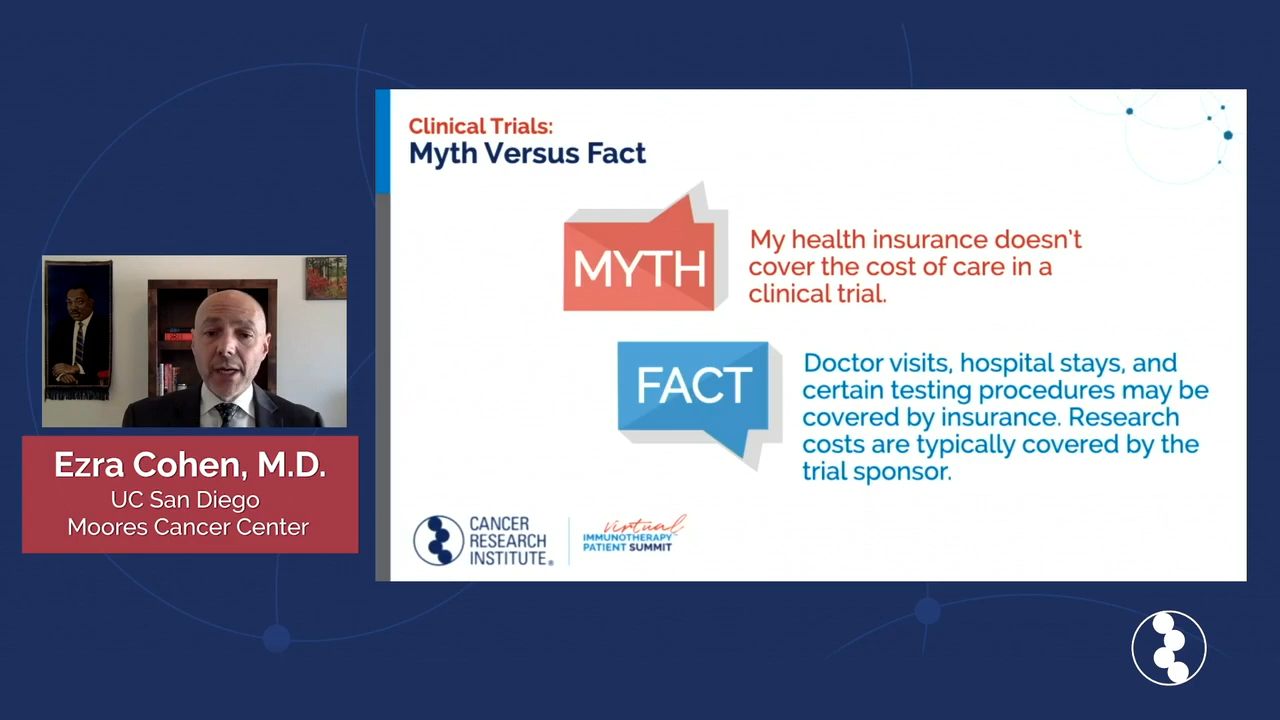 Clinical Trials:
Myth Versus Fact
MYTH
My health insurance doesn't
cover the cost of care in a
clinical trial.
FACT
Doctor visits, hospital stays, and
certain testing procedures may be
covered by insurance. Research
costs are typically covered by the
trial sponsor.
Ezra Cohen, M.D.
UC San Diego
Moores Cancer Center
CANCER
RESEARCH
INSTITUTE®
virtual
IMMUNOTHERAPY™
PATIENT SUMMIT